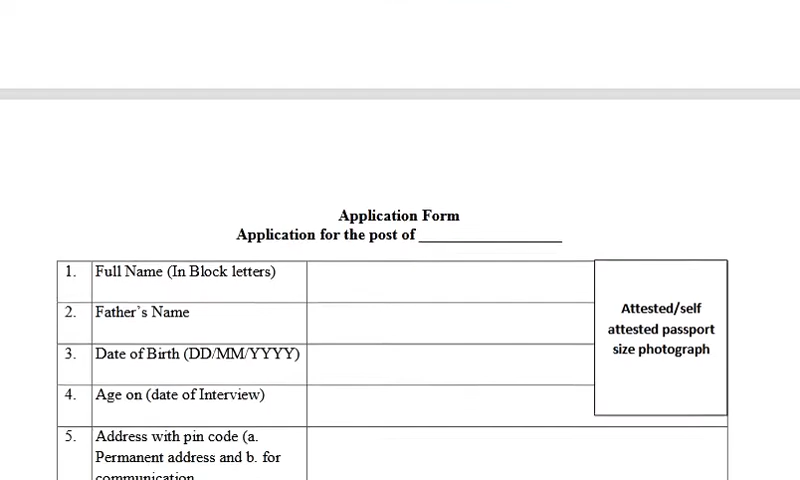 Application Form
Application for the post of ___________________
1. Full Name (In Block letters)
2. Father's Name
3. Date of Birth (DD/MM/YYYY)
4. Age on (date of Interview)
Attested/self
attested passport
size photograph
5. Address with pin code (a.
Permanent address and b. for
communication